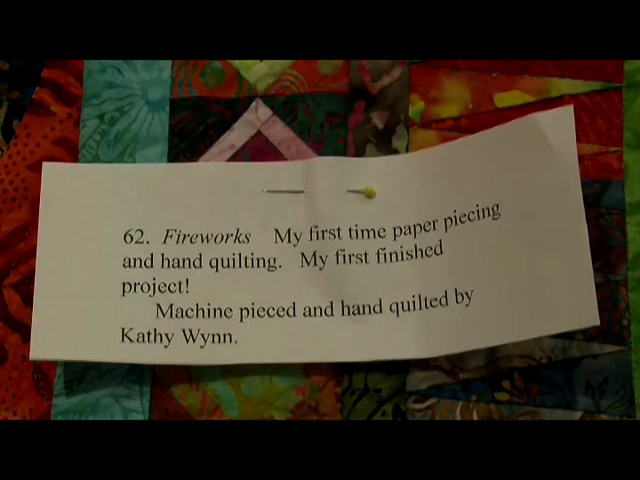 62. Fireworks My first time paper piecing
and hand quilting. My first finished
project!
Machine pieced and hand quilted by
Kathy Wynn.